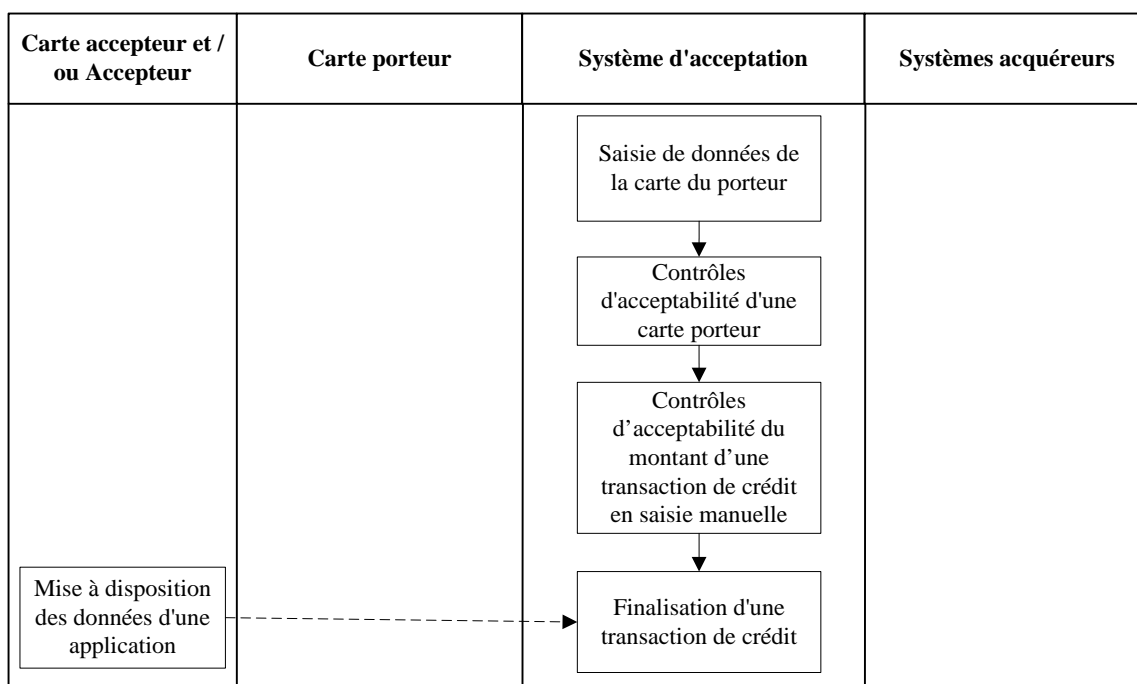 Carte accepteur et /
ou Accepteur
Carte porteur
Système d'acceptation
Systèmes acquéreurs
Saisie de données de
la carte du porteur
Contrôles
d'acceptabilité d'une
carte porteur
Contrôles
d’acceptabilité du
montant d’une
transaction de crédit
en saisie manuelle
Mise à disposition
des données d'une
application
Finalisation d'une
transaction de crédit